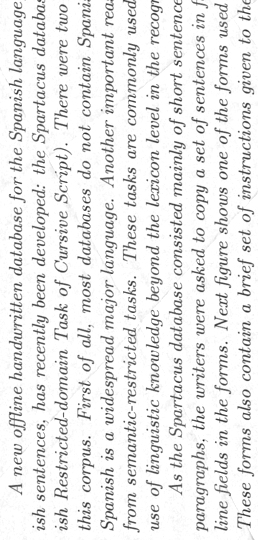 A new offline handwritten database for the Spanish language
ish sentences, has recently been developed: the Spartacus databas
ish Restricted-domain Task of Cursive Script). There were two
this corpus. First of all, most databases do not contain Spani
Spanish is a widespread major language. Another important rea
from semantic-restricted tasks. These tasks are commonly used
use of linguistic knowledge beyond the lexicon level in the recogn
As the Spartacus database consisted mainly of short sentence
paragraphs, the writers were asked to copy a set of sentences in f
line fields in the forms. Next figure shows one of the forms used
These forms also contain a brief set of instructions given to the